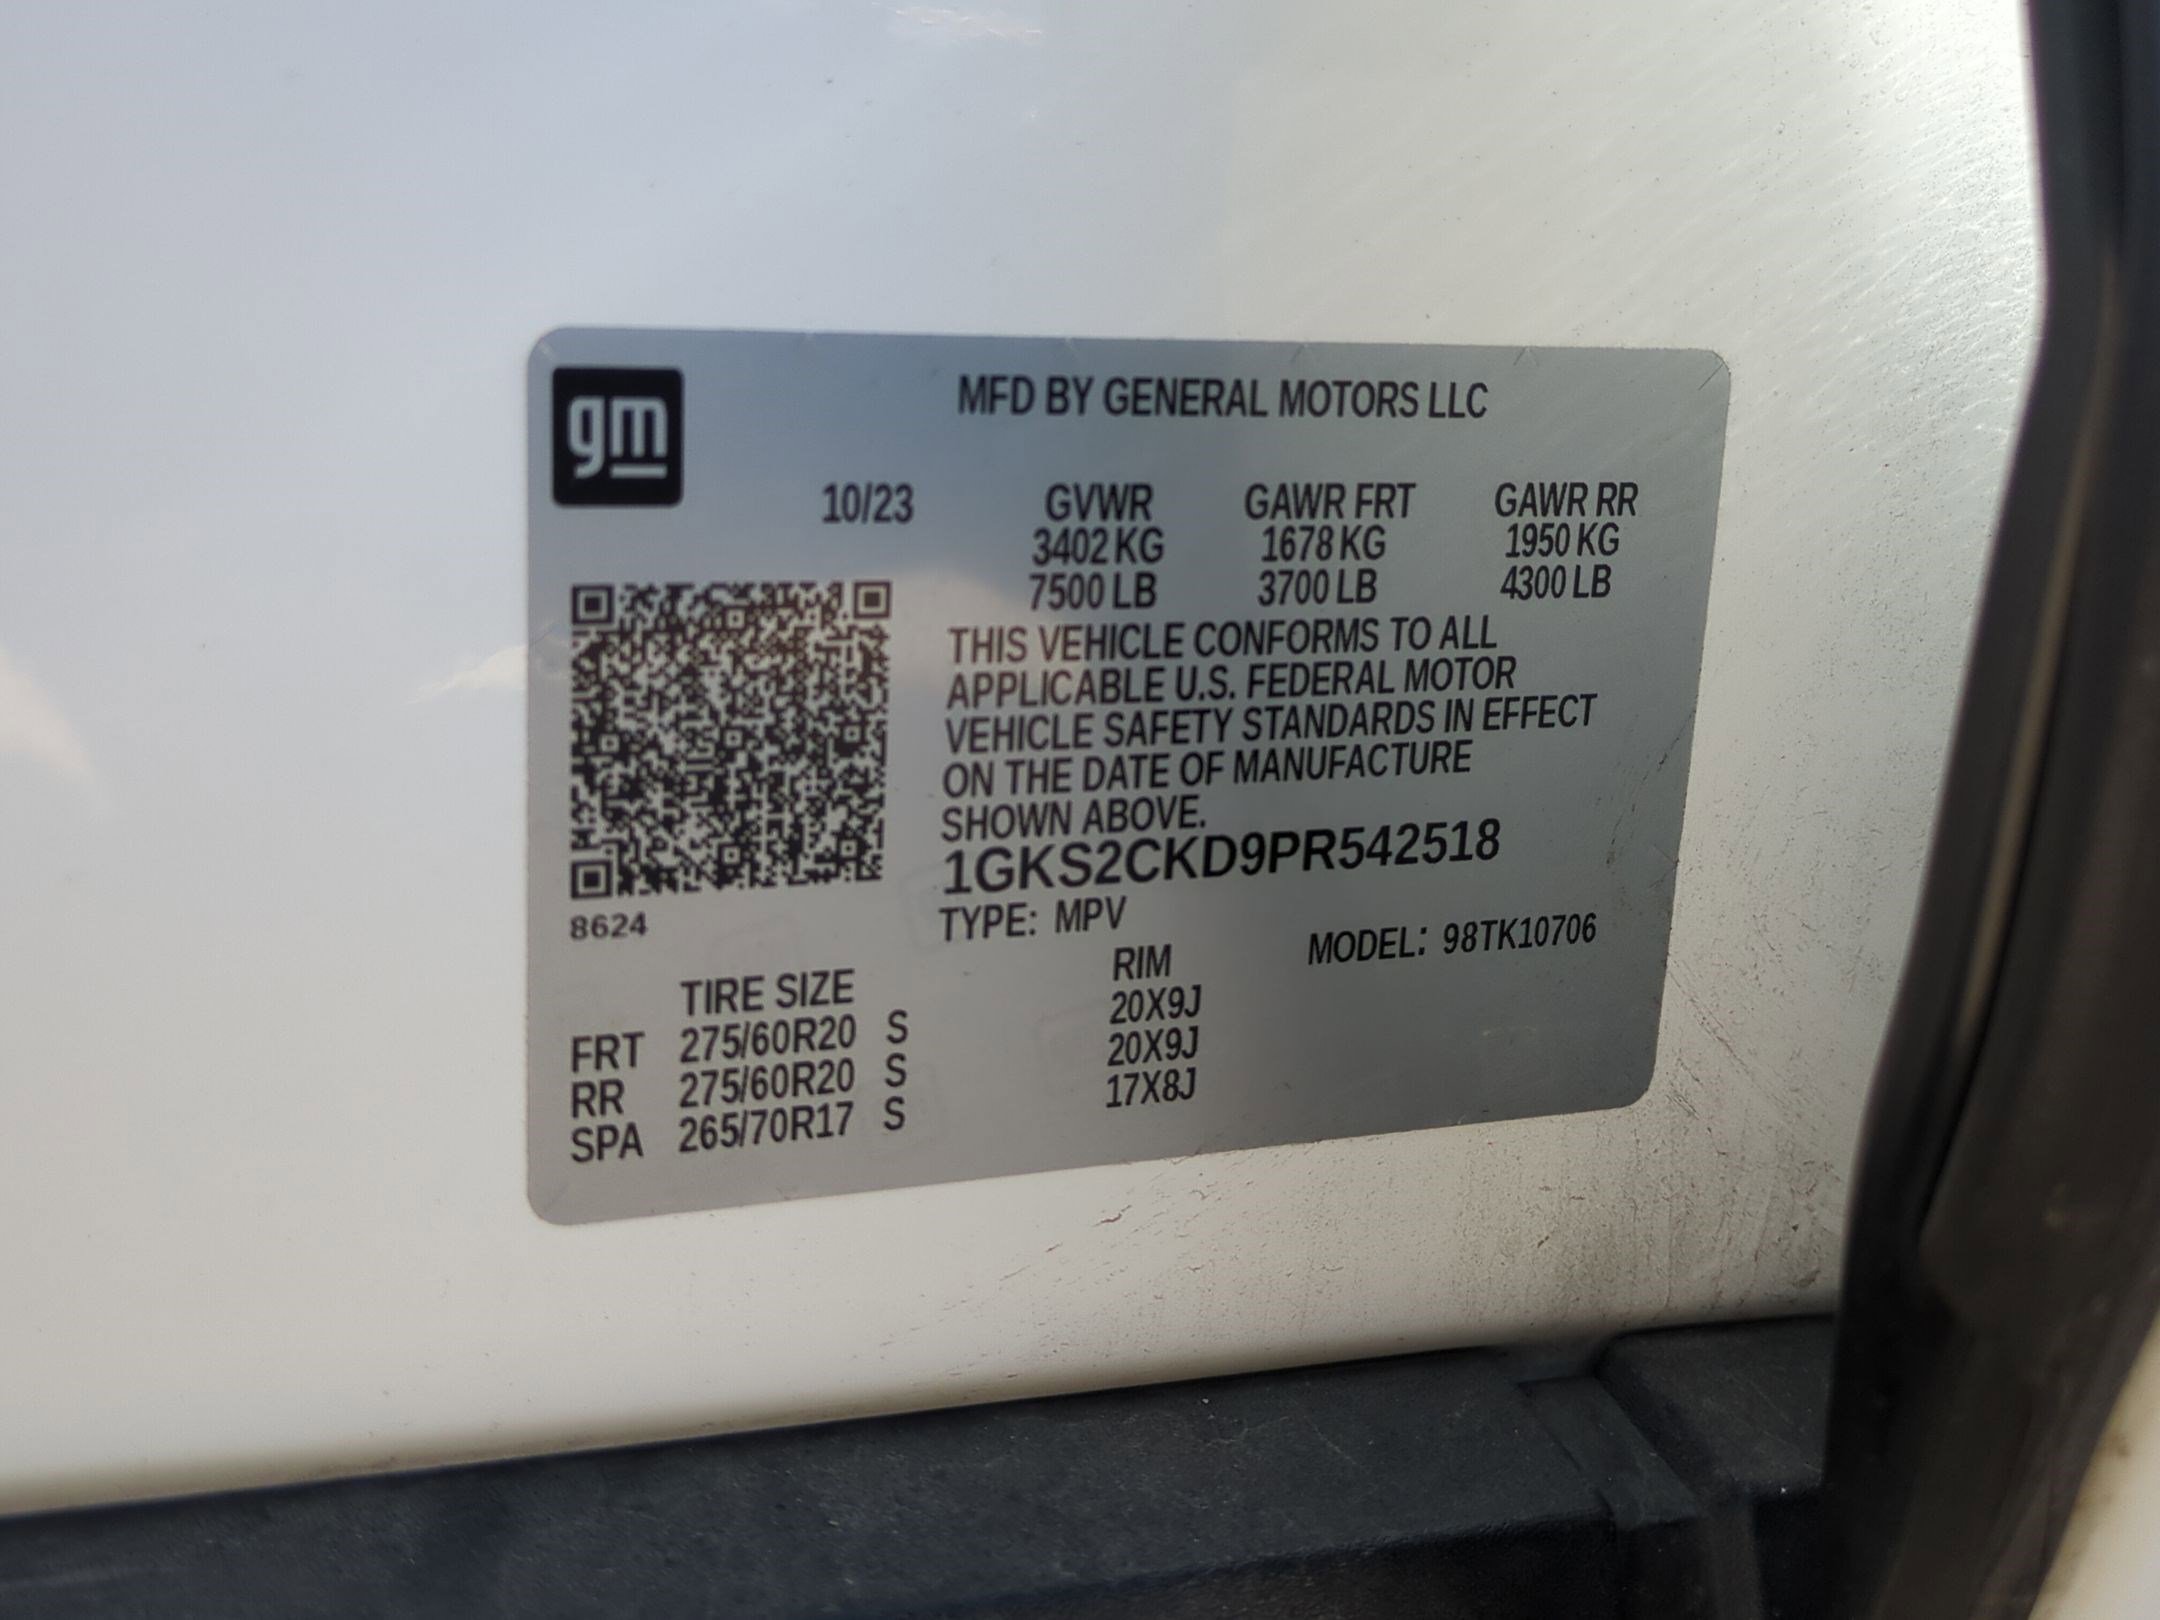 gm
MFD BY GENERAL MOTORS LLC
10/23 GVWR GAWR FRT GAWR RR
3402 KG 1678 KG 1950 KG
7500 LB 3700 LB 4300 LB
THIS VEHICLE CONFORMS TO ALL
APPLICABLE U.S. FEDERAL MOTOR
VEHICLE SAFETY STANDARDS IN EFFECT
ON THE DATE OF MANUFACTURE
SHOWN ABOVE.
1GKS2CKD9PR542518
8624
TYPE: MPV MODEL: 98TK10706
TIRE SIZE RIM
FRT 275/60R20 S 20X9J
RR 275/60R20 S 20X9J
SPA 265/70R17 S 17X8J